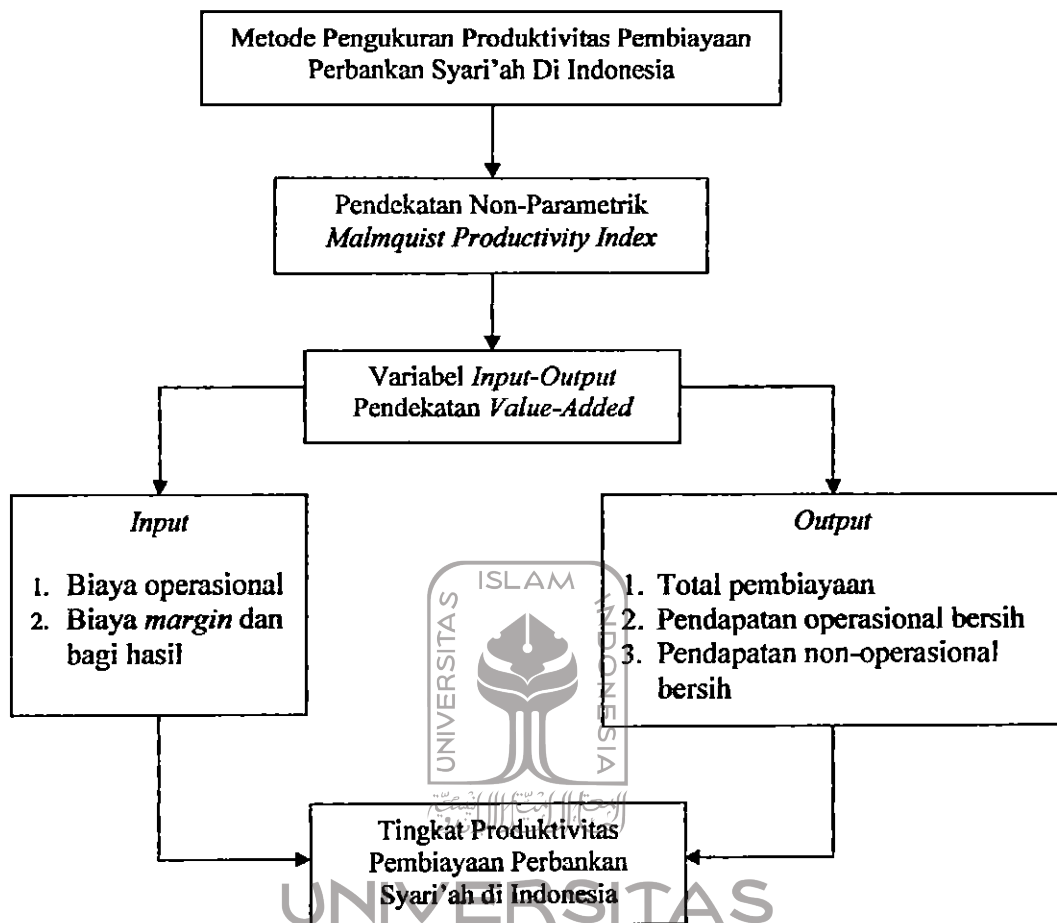 Metode Pengukuran Produktivitas Pembiayaan
Perbankan Syari'ah Di Indonesia
Pendekatan Non-Parametrik
Malmquist Productivity Index
Variabel Input-Output
Pendekatan Value-Added
Input
1. Biaya operasional
2. Biaya margin dan
bagi hasil
Output
1. Total pembiayaan
2. Pendapatan operasional bersih
3. Pendapatan non-operasional
bersih
ISLAM
UNIVERSITAS
INDONESIA
Tingkat Produktivitas
Pembiayaan Perbankan
Syari'ah di Indonesia
UNIVERSITAS